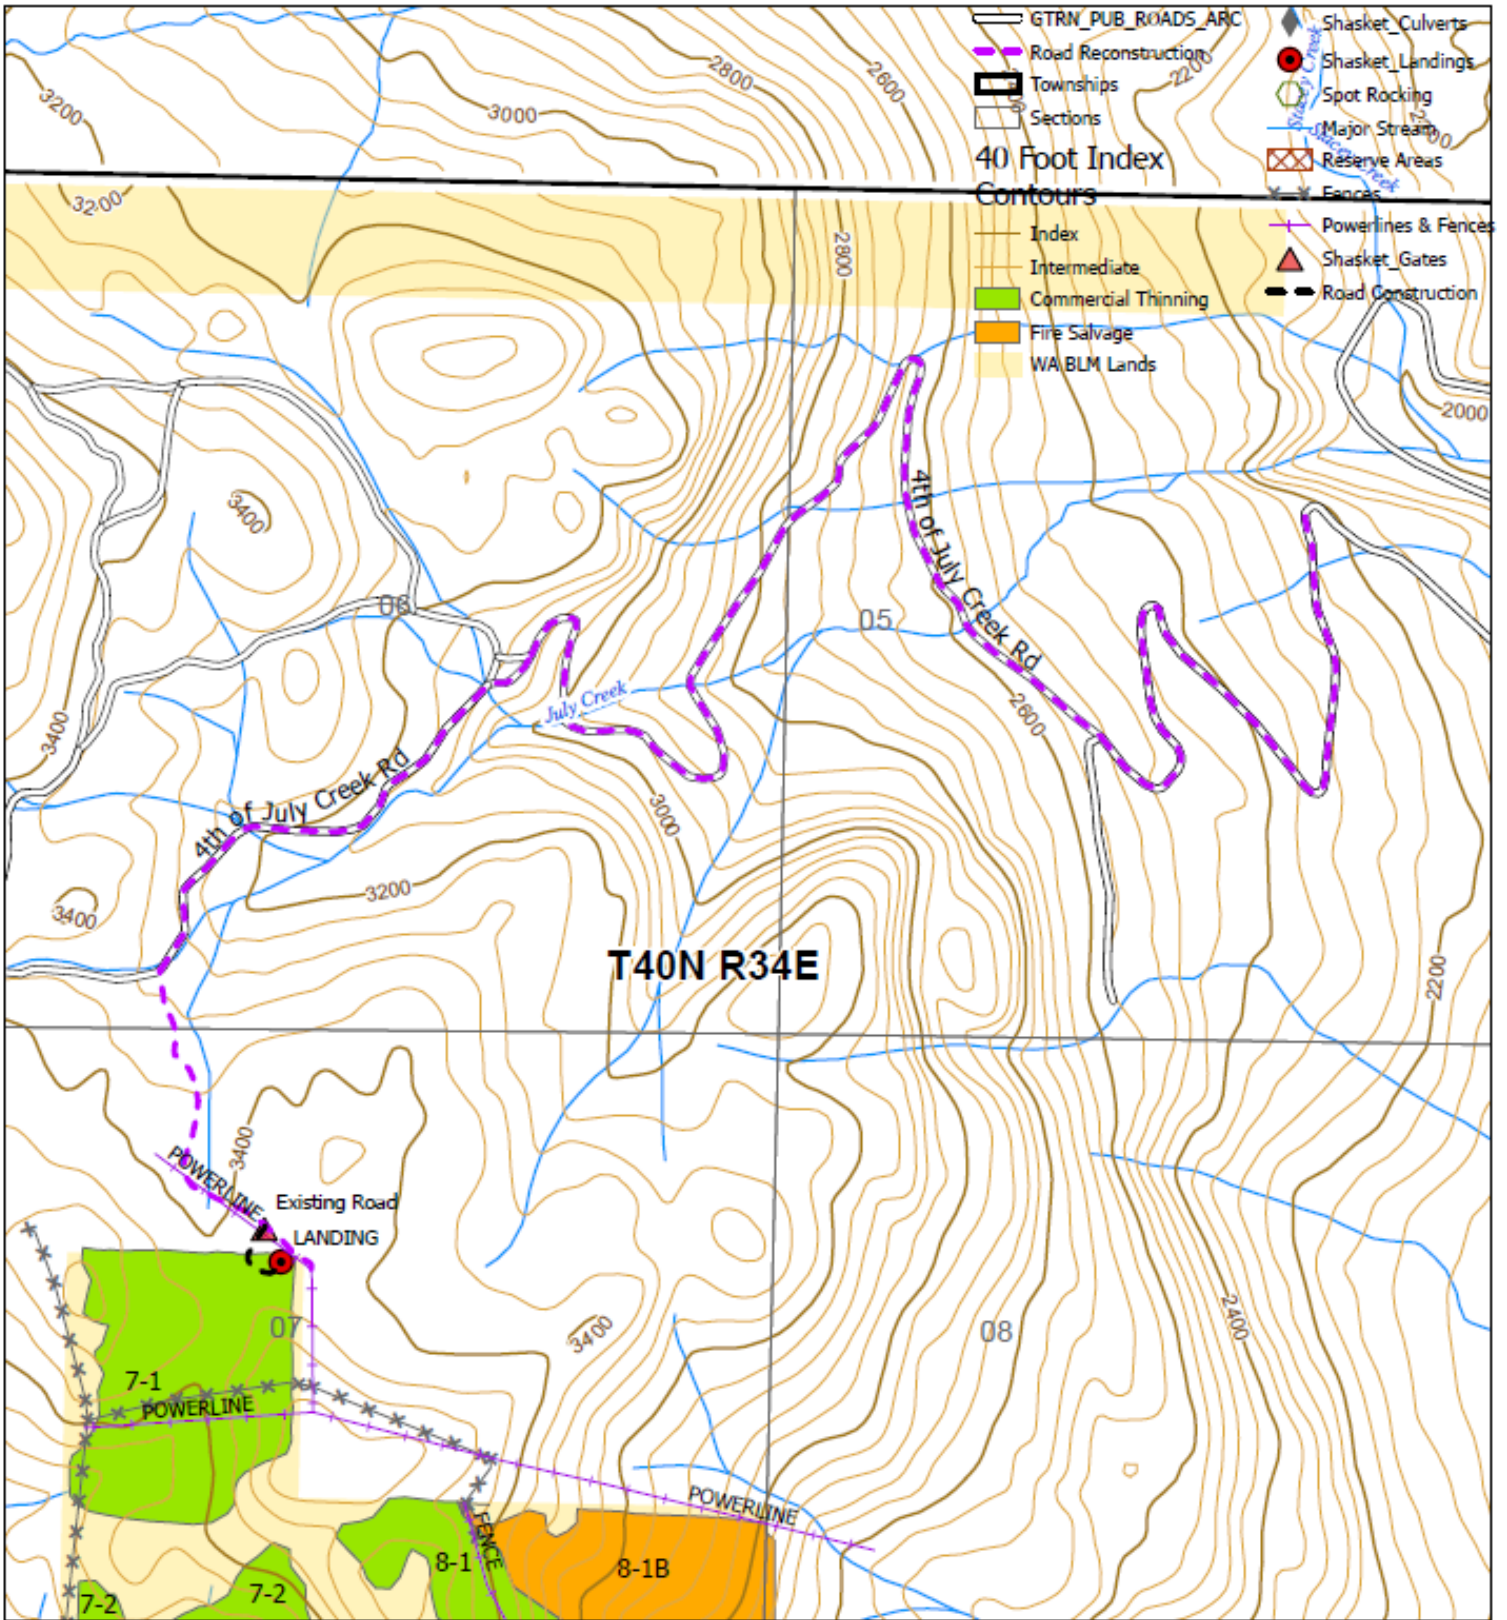 GTRN_PUB_ROADS_ARC
Road Reconstruction
Townships
Sections
40 Foot Index
Contours
Index
Intermediate
Commercial Thinning
Fire Salvage
WA BLM Lands
Shasket_Culverts
Shasket_Landings
Spot Rocking
Major Stream
Reserve Areas
Fences
Powerlines & Fences
Shasket_Gates
Road Construction
Stacey Creek
Stacey Creek
3200
3000
2800
2600
2200
3200
2800
2000
3400
06
05
4th of July Creek Rd
July Creek
3400
2600
4th of July Creek Rd
3000
3200
3400
T40N R34E
2200
3400
POWERLINE
Existing Road
LANDING
07
3400
08
2400
7-1
POWERLINE
POWERLINE
FENCE
8-1
8-1B
7-2
7-2